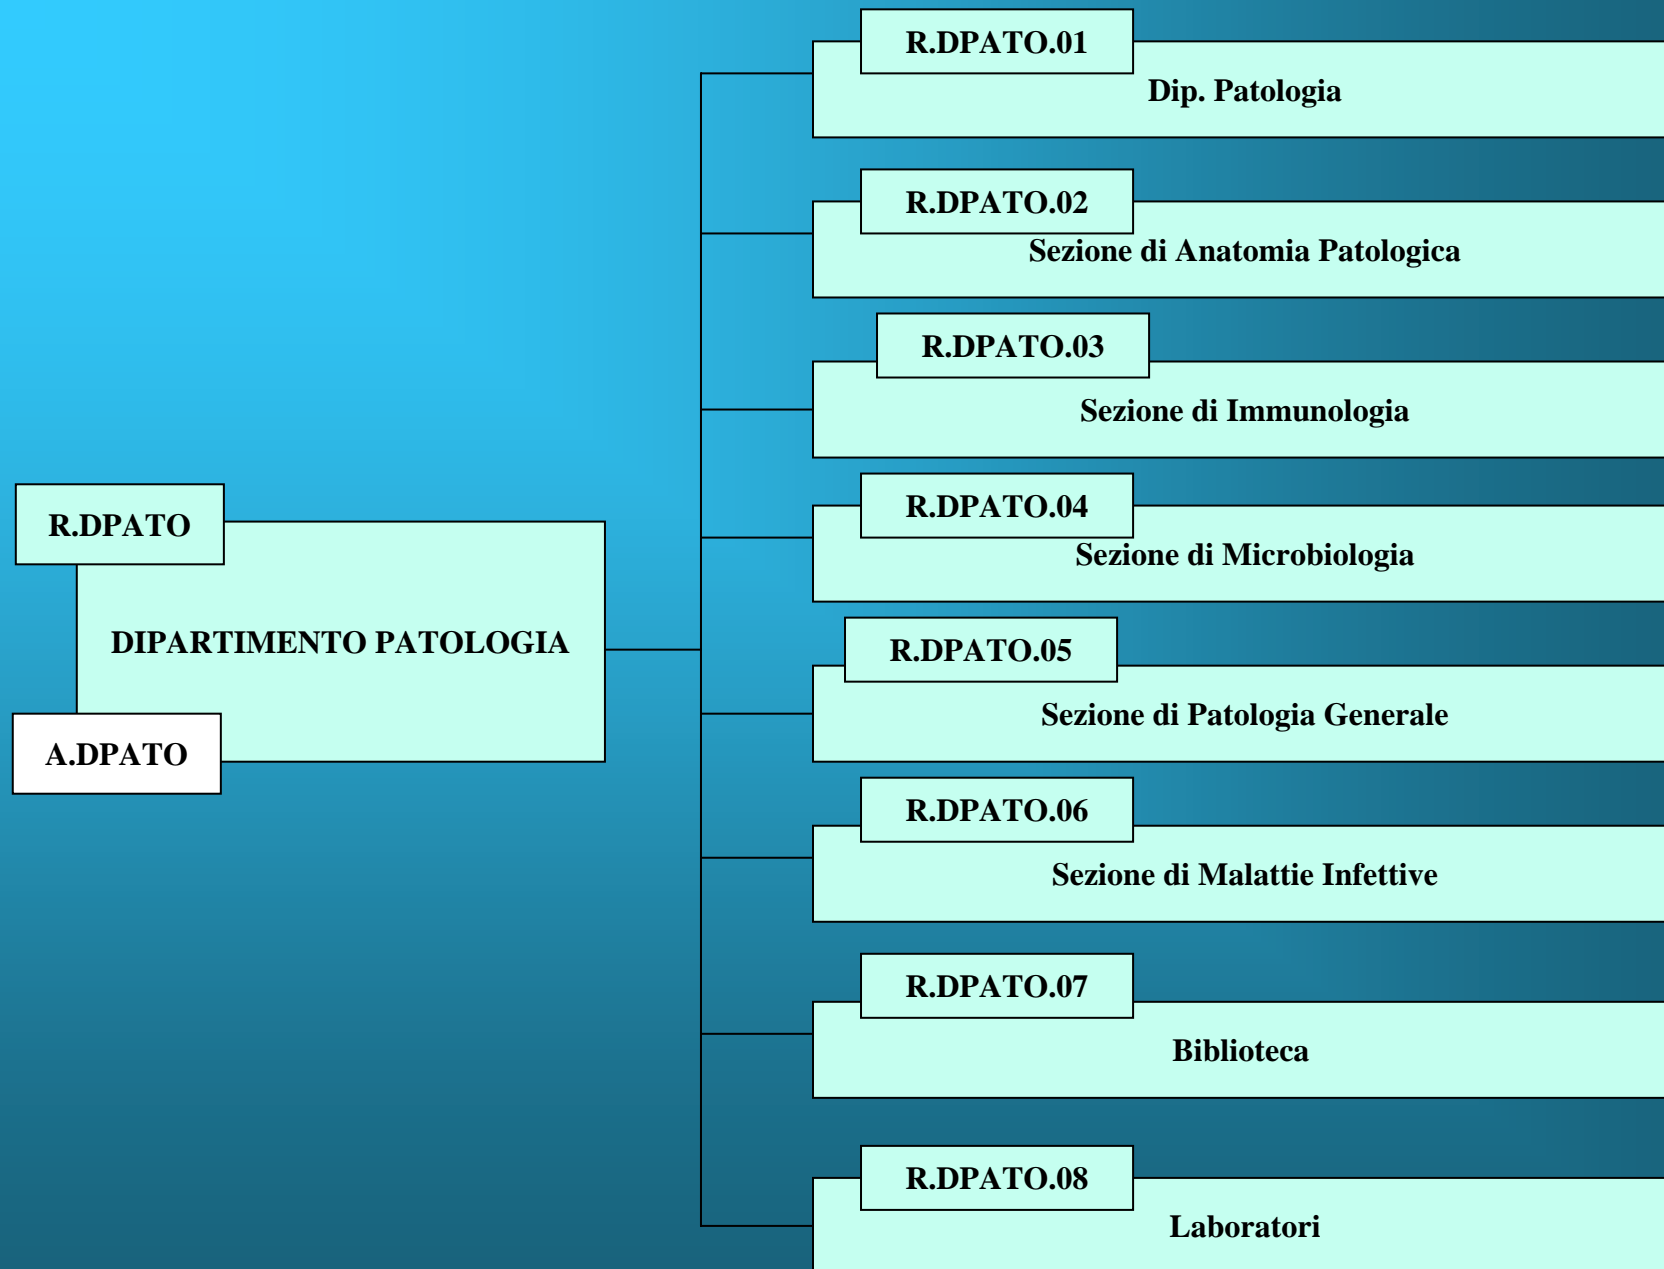 R.DPATO
DIPARTIMENTO PATOLOGIA
A.DPATO
R.DPATO.01
Dip. Patologia
R.DPATO.02
Sezione di Anatomia Patologica
R.DPATO.03
Sezione di Immunologia
R.DPATO.04
Sezione di Microbiologia
R.DPATO.05
Sezione di Patologia Generale
R.DPATO.06
Sezione di Malattie Infettive
R.DPATO.07
Biblioteca
R.DPATO.08
Laboratori